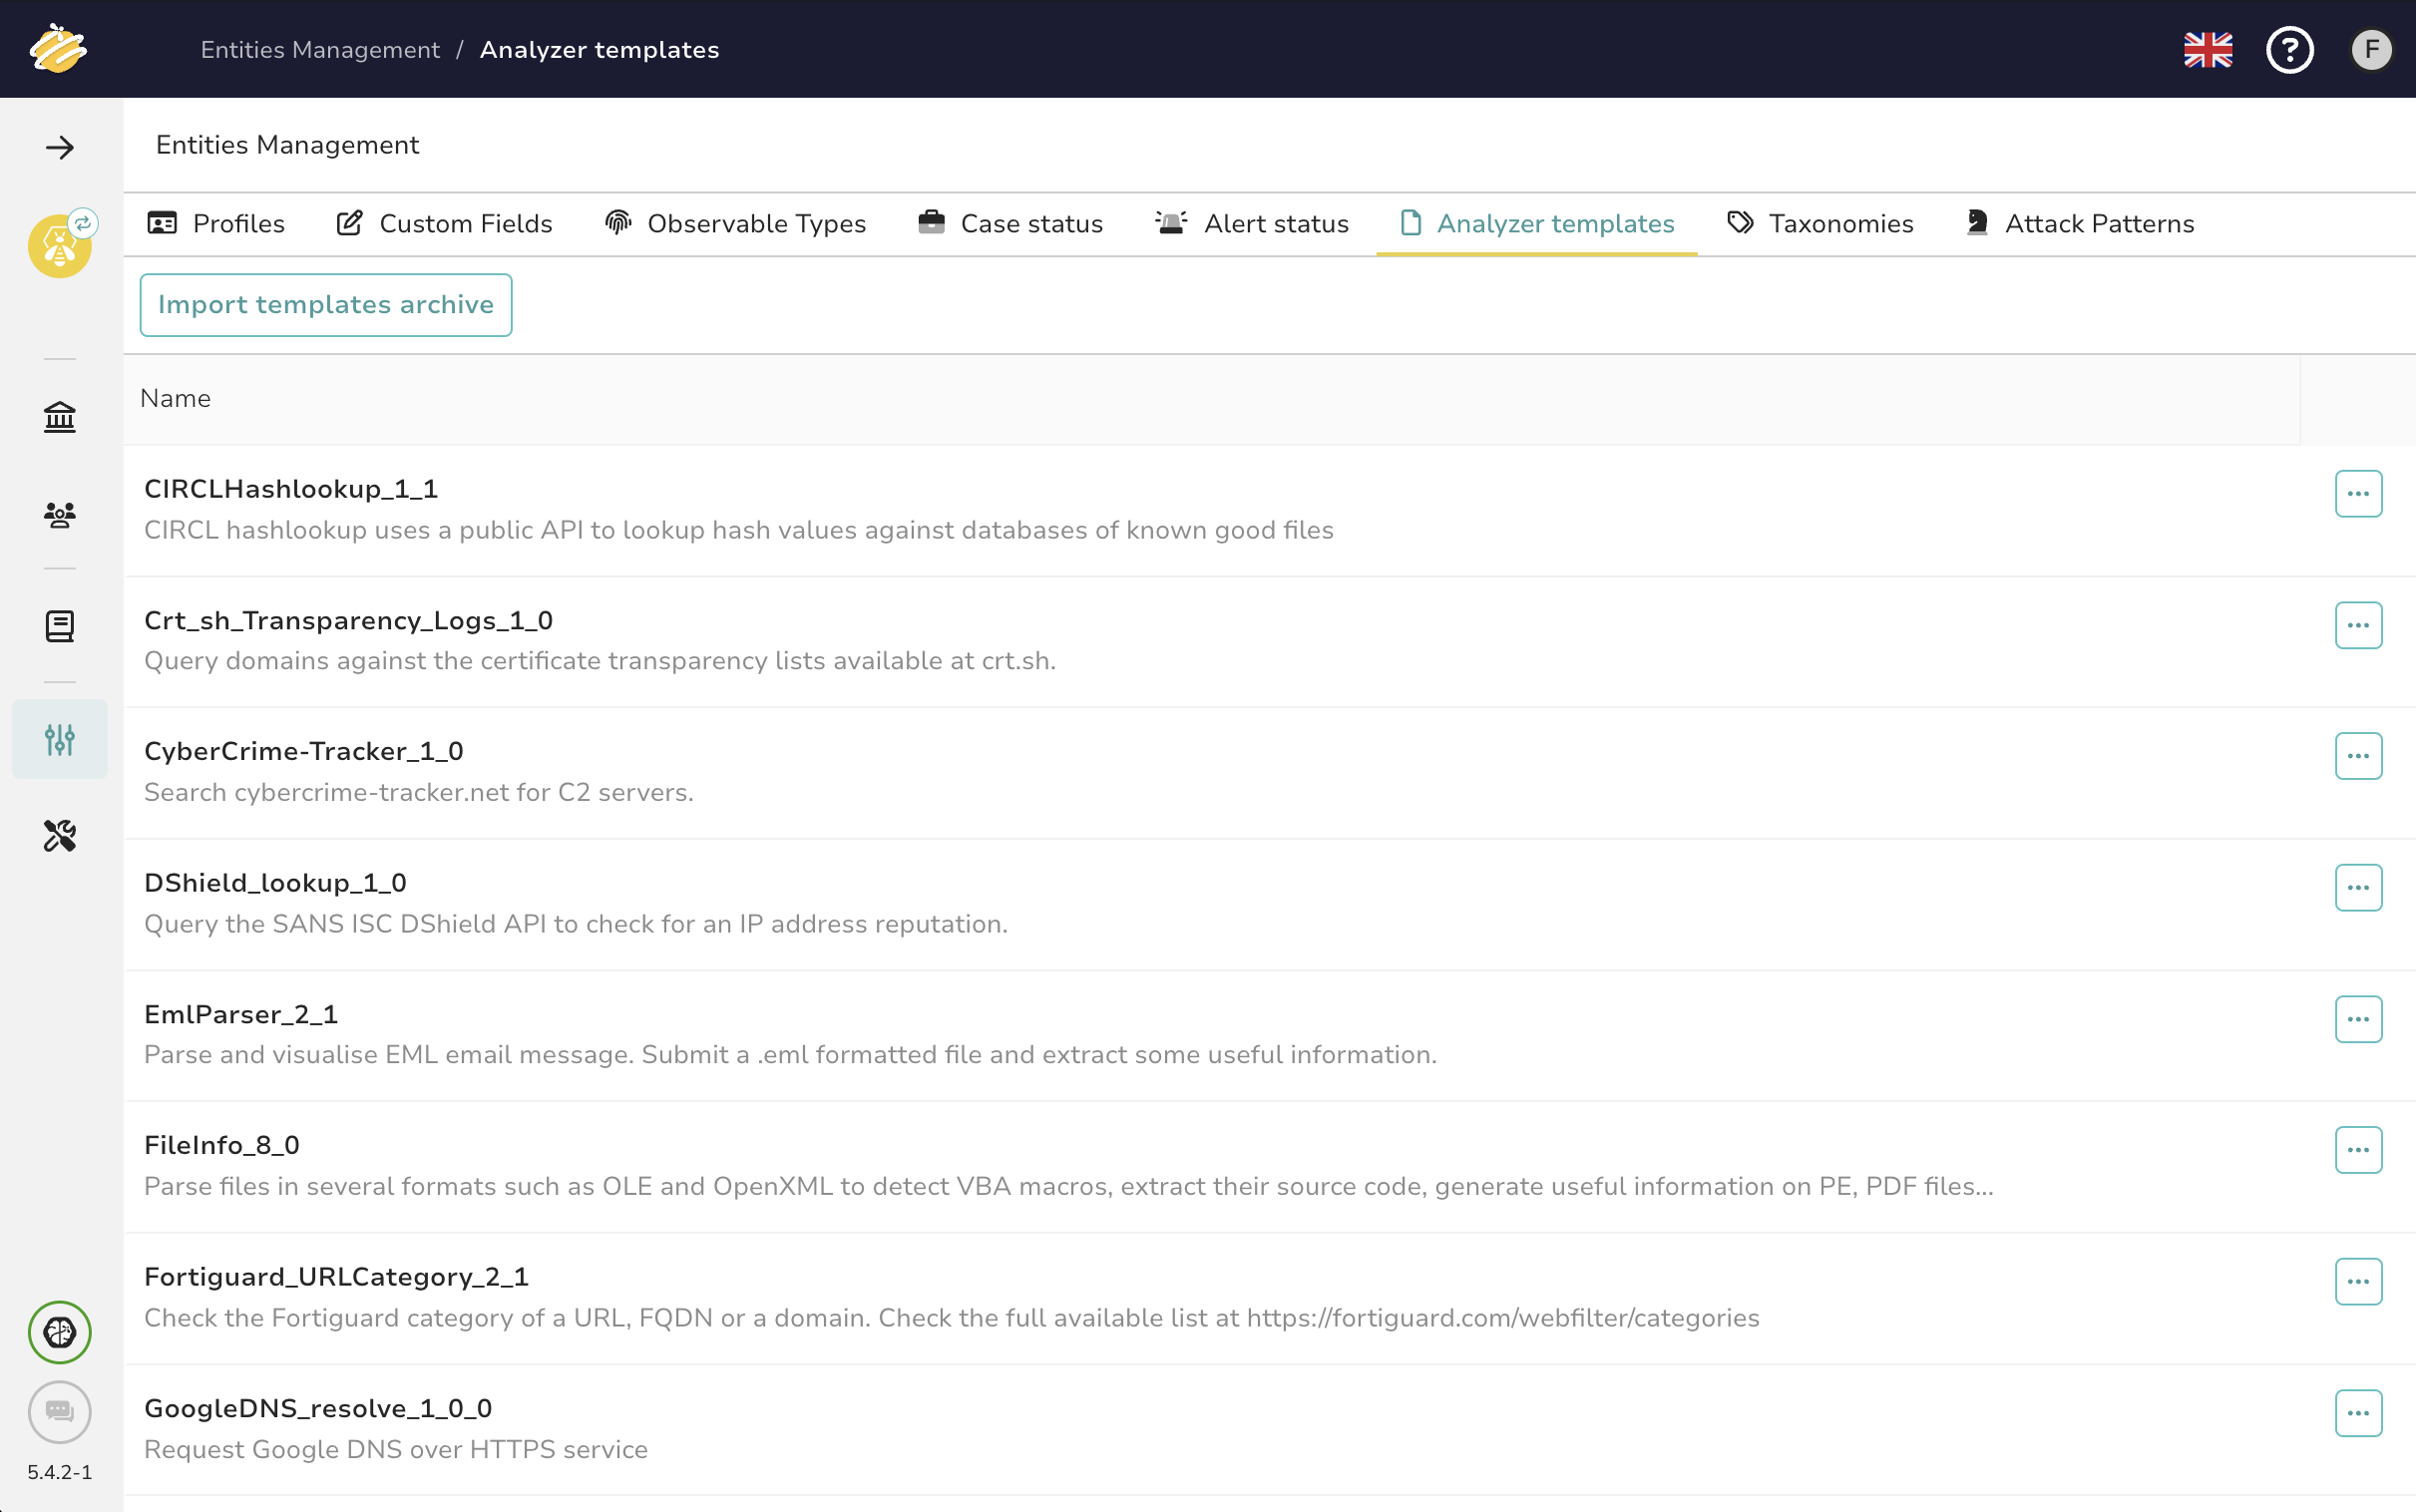 Entities Management / Analyzer templates
F
Entities Management
Profiles Custom Fields Observable Types Case status Alert status Analyzer templates Taxonomies Attack Patterns
Import templates archive
Name
CIRCLHashlookup_1_1
CIRCL hashlookup uses a public API to lookup hash values against databases of known good files
Crt_sh_Transparency_Logs_1_0
Query domains against the certificate transparency lists available at crt.sh.
CyberCrime-Tracker_1_0
Search cybercrime-tracker.net for C2 servers.
DShield_lookup_1_0
Query the SANS ISC DShield API to check for an IP address reputation.
EmlParser_2_1
Parse and visualise EML email message. Submit a .eml formatted file and extract some useful information.
FileInfo_8_0
Parse files in several formats such as OLE and OpenXML to detect VBA macros, extract their source code, generate useful information on PE, PDF files...
Fortiguard_URLCategory_2_1
Check the Fortiguard category of a URL, FQDN or a domain. Check the full available list at https://fortiguard.com/webfilter/categories
GoogleDNS_resolve_1_0_0
Request Google DNS over HTTPS service
5.4.2-1